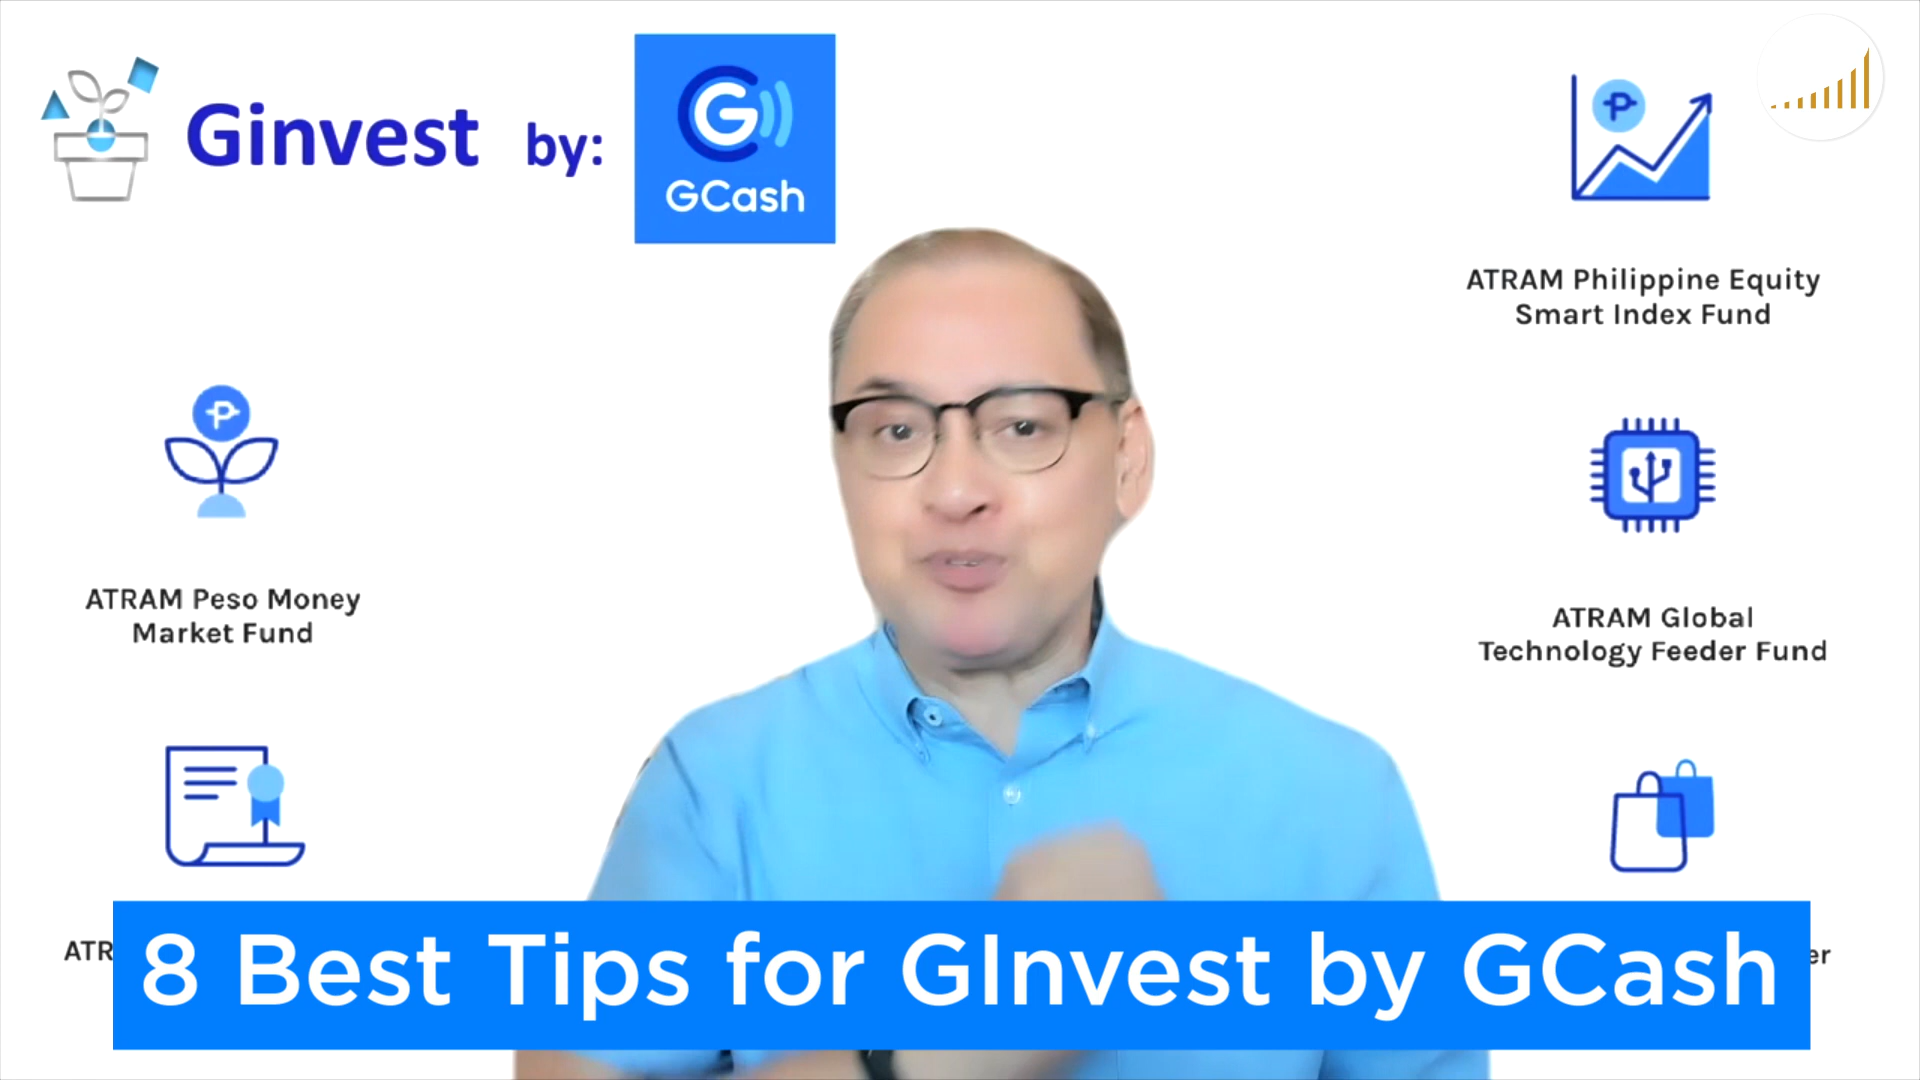 Ginvest by:
G
GCash
ATRAM Philippine Equity
Smart Index Fund
ATRAM Peso Money
Market Fund
ATRAM Global
Technology Feeder Fund
8 Best Tips for GInvest by GCash